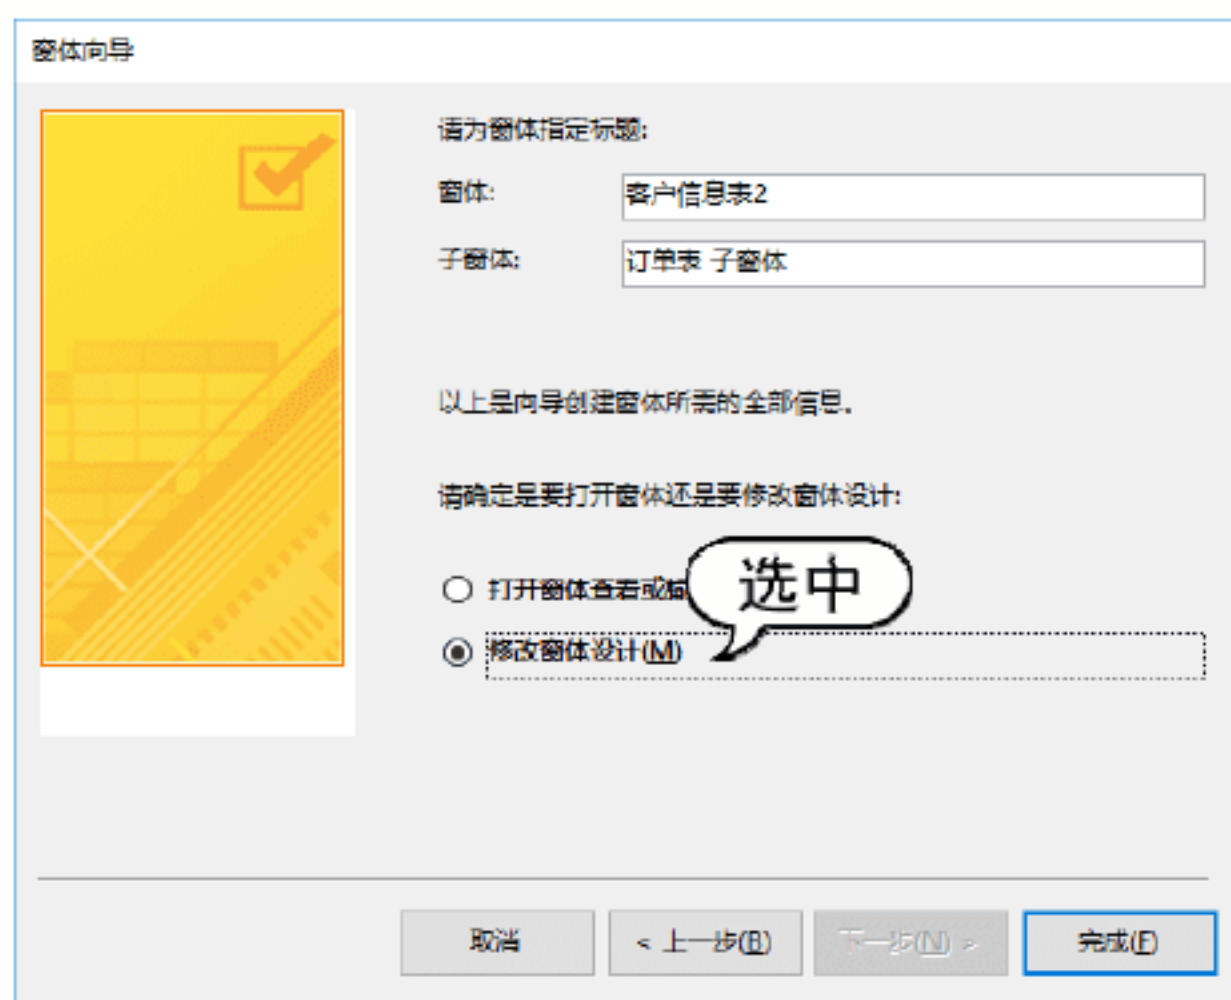 窗体向导
请为窗体指定标题:
窗体:
客户信息表2
子窗体:
订单表 子窗体
以上是向导创建窗体所需的全部信息。
请确定是要打开窗体还是要修改窗体设计:
打开窗体查看或
选中
修改窗体设计(M)
取消
< 上一步(B)
下一步(N) >
完成(F)